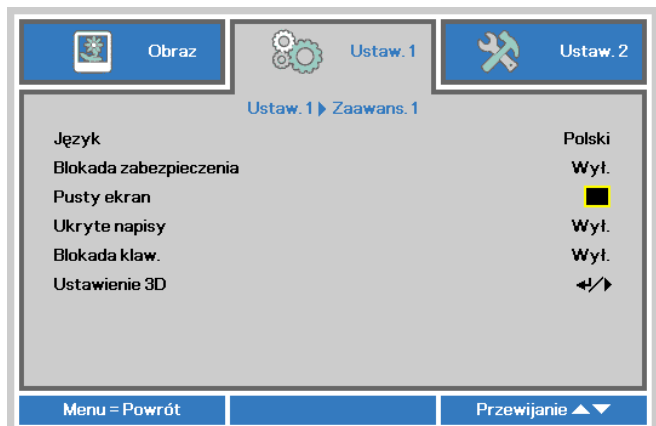 Obraz
Ustaw. 1
Ustaw. 2
Ustaw. 1 Zaawans. 1
Język Polski
Blokada zabezpieczenia Wył.
Pusty ekran
Ukryte napisy Wył.
Blokada klaw. Wył.
Ustawienie 3D ↵/▶
Menu = Powrót
Przewijanie ▲▼